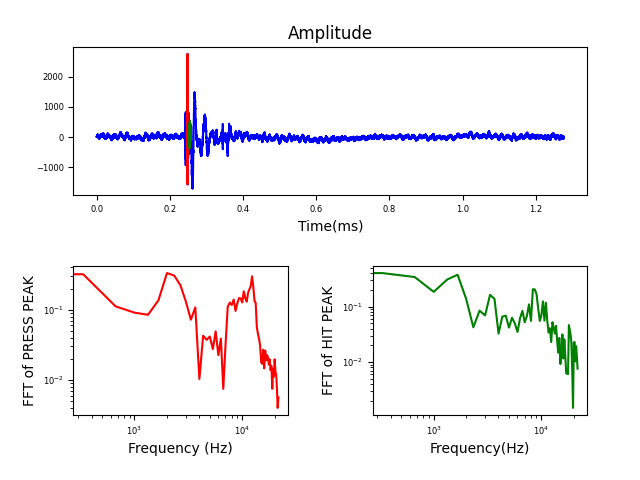 Amplitude
2000
1000
0
−1000
0.0 0.2 0.4 0.6 0.8 1.0 1.2
Time(ms)
FFT of PRESS PEAK
10⁻¹
10⁻²
10³ 10⁴
Frequency (Hz)
FFT of HIT PEAK
10⁻¹
10⁻²
10³ 10⁴
Frequency(Hz)